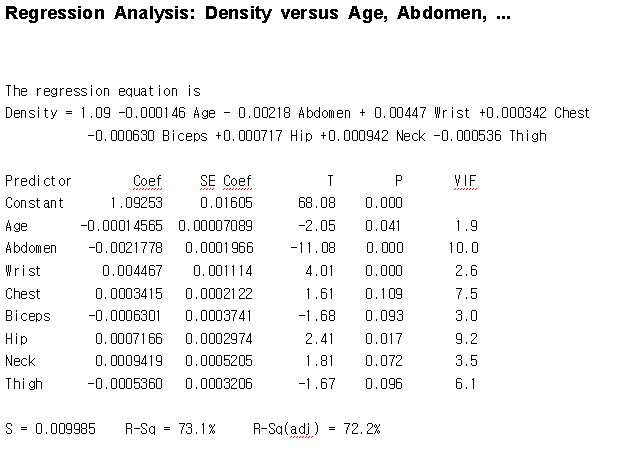 Regression Analysis: Density versus Age, Abdomen, ...
The regression equation is
Density = 1.09 -0.000146 Age - 0.00218 Abdomen + 0.00447 Wrist +0.000342 Chest
-0.000630 Biceps +0.000717 Hip +0.000942 Neck -0.000536 Thigh
Predictor Coef SE Coef T P VIF
Constant 1.09253 0.01605 68.08 0.000
Age -0.00014565 0.00007089 -2.05 0.041 1.9
Abdomen -0.0021778 0.0001966 -11.08 0.000 10.0
Wrist 0.004467 0.001114 4.01 0.000 2.6
Chest 0.0003415 0.0002122 1.61 0.109 7.5
Biceps -0.0006301 0.0003741 -1.68 0.093 3.0
Hip 0.0007166 0.0002974 2.41 0.017 9.2
Neck 0.0009419 0.0005205 1.81 0.072 3.5
Thigh -0.0005360 0.0003206 -1.67 0.096 6.1
S = 0.009985 R-Sq = 73.1% R-Sq(adj) = 72.2%